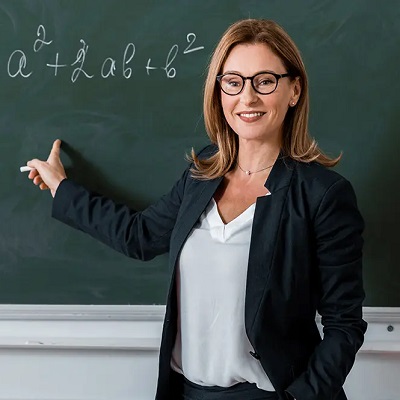 a² + 2ab + b²